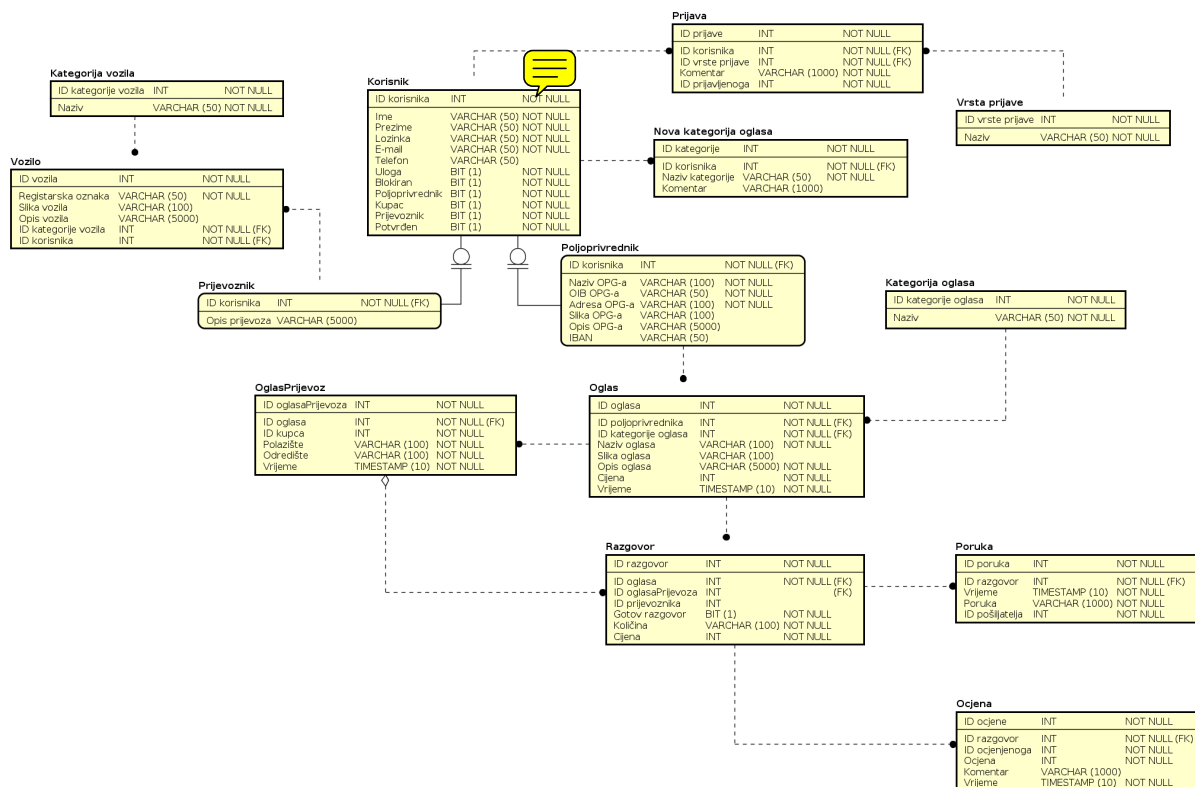 Prijava
ID prijave INT NOT NULL
ID korisnika INT NOT NULL (FK)
ID vrste prijave INT NOT NULL (FK)
Komentar VARCHAR (1000) NOT NULL
ID prijavljenoga INT NOT NULL
Kategorija vozila
ID kategorije vozila INT NOT NULL
Naziv VARCHAR (50) NOT NULL
Korisnik
ID korisnika INT NOT NULL
Ime VARCHAR (50) NOT NULL
Prezime VARCHAR (50) NOT NULL
Lozinka VARCHAR (50) NOT NULL
E-mail VARCHAR (50) NOT NULL
Telefon VARCHAR (50)
Uloga BIT (1) NOT NULL
Blokiran BIT (1) NOT NULL
Poljoprivrednik BIT (1) NOT NULL
Kupac BIT (1) NOT NULL
Prijevoznik BIT (1) NOT NULL
Potvrđen BIT (1) NOT NULL
Vrsta prijave
ID vrste prijave INT NOT NULL
Naziv VARCHAR (50) NOT NULL
Nova kategorija oglasa
ID kategorije INT NOT NULL
ID korisnika INT NOT NULL (FK)
Naziv kategorije VARCHAR (50) NOT NULL
Komentar VARCHAR (1000)
Vozilo
ID vozila INT NOT NULL
Registarska oznaka VARCHAR (50) NOT NULL
Slika vozila VARCHAR (100)
Opis vozila VARCHAR (5000)
ID kategorije vozila INT NOT NULL (FK)
ID korisnika INT NOT NULL (FK)
Poljoprivrednik
ID korisnika INT NOT NULL (FK)
Naziv OPG-a VARCHAR (100) NOT NULL
OIB OPG-a VARCHAR (50) NOT NULL
Adresa OPG-a VARCHAR (100) NOT NULL
Slika OPG-a VARCHAR (100)
Opis OPG-a VARCHAR (5000)
IBAN VARCHAR (50)
Prijevoznik
ID korisnika INT NOT NULL (FK)
Opis prijevoza VARCHAR (5000)
Kategorija oglasa
ID kategorije oglasa INT NOT NULL
Naziv VARCHAR (50) NOT NULL
OglasPrijevoz
ID oglasaPrijevoza INT NOT NULL
ID oglasa INT NOT NULL (FK)
ID kupca INT NOT NULL
Polazište VARCHAR (100) NOT NULL
Odredište VARCHAR (100) NOT NULL
Vrijeme TIMESTAMP (10) NOT NULL
Oglas
ID oglasa INT NOT NULL
ID poljoprivrednika INT NOT NULL (FK)
ID kategorije oglasa INT NOT NULL (FK)
Naziv oglasa VARCHAR (100) NOT NULL
Slika oglasa VARCHAR (100)
Opis oglasa VARCHAR (5000) NOT NULL
Cijena INT NOT NULL
Vrijeme TIMESTAMP (10) NOT NULL
Razgovor
ID razgovor INT NOT NULL
ID oglasa INT NOT NULL (FK)
ID oglasaPrijevoza INT (FK)
ID prijevoznika INT
Gotov razgovor BIT (1) NOT NULL
Količina VARCHAR (100) NOT NULL
Cijena INT NOT NULL
Poruka
ID poruka INT NOT NULL
ID razgovor INT NOT NULL (FK)
Vrijeme TIMESTAMP (10) NOT NULL
Poruka VARCHAR (1000) NOT NULL
ID pošiljatelja INT NOT NULL
Ocjena
ID ocjene INT NOT NULL
ID razgovor INT NOT NULL (FK)
ID ocjenjenoga INT NOT NULL
Ocjena INT NOT NULL
Komentar VARCHAR (1000)
Vrijeme TIMESTAMP (10) NOT NULL